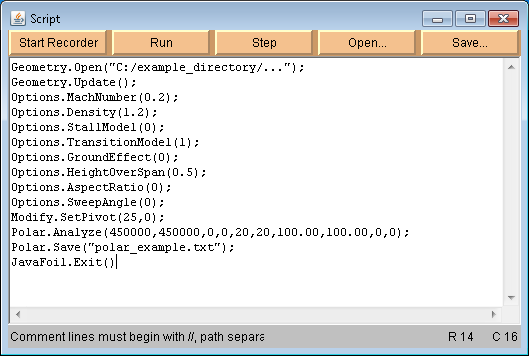 Script
Start Recorder Run Step Open... Save...
Geometry.Open("C:/example_directory/...");
Geometry.Update();
Options.MachNumber(0.2);
Options.Density(1.2);
Options.StallModel(0);
Options.TransitionModel(1);
Options.GroundEffect(0);
Options.HeightOverSpan(0.5);
Options.AspectRatio(0);
Options.SweepAngle(0);
Modify.SetPivot(25,0);
Polar.Analyze(450000,450000,0,0,20,20,100.00,100.00,0,0);
Polar.Save("polar_example.txt");
JavaFoil.Exit()
Comment lines must begin with //, path separa R 14 C 16